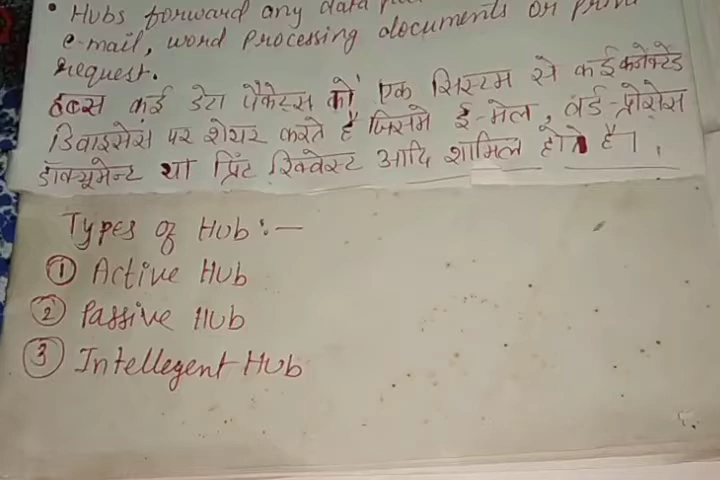 • Hubs forward any data
e-mail, word processing documents or print
request.
हब्स कई डेटा पैकेट्स को एक सिस्टम से कई कनेक्टेड
डिवाइसेस पर शेयर करते हैं जिसमे ई-मेल, वर्ड-प्रोसेस
डॉक्यूमेन्ट या प्रिंट रिक्वेस्ट आदि शामिल होते है।
Types of Hub :-
① Active Hub
② Passive Hub
③ Intellegent Hub